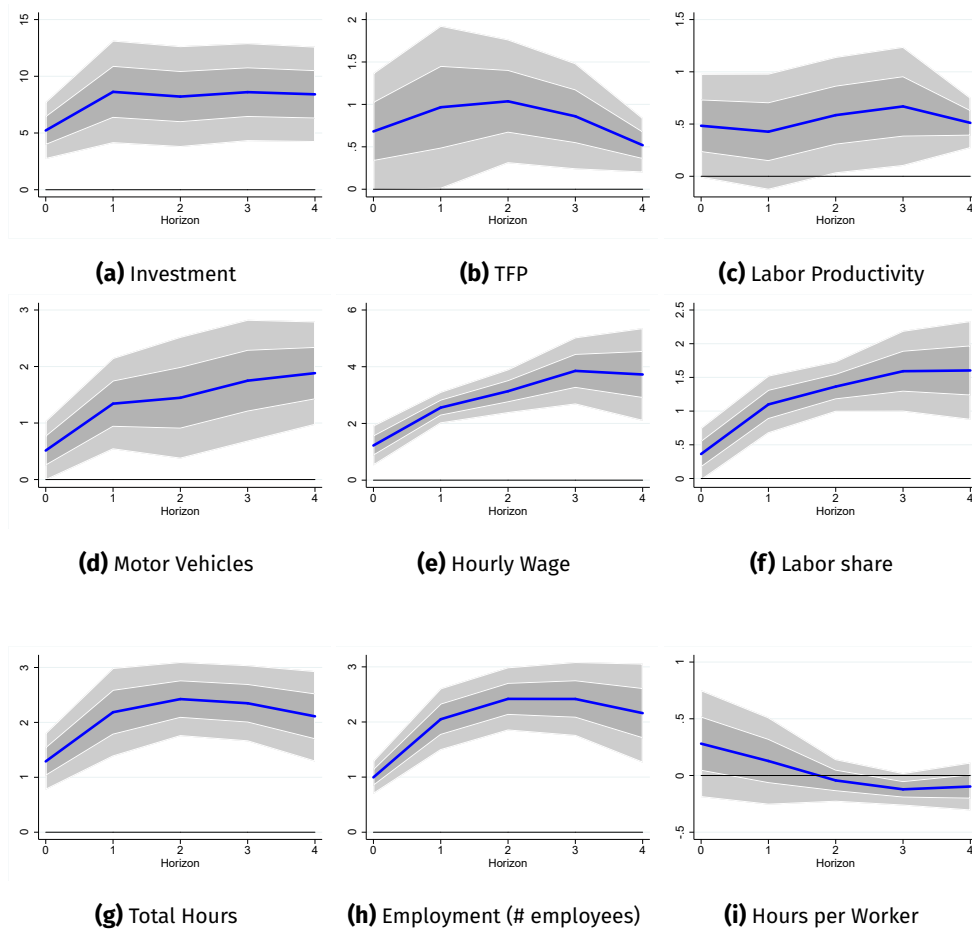 15
10
5
0
0 1 2 3 4
Horizon
2
1.5
1
.5
0
0 1 2 3 4
Horizon
1.5
1
.5
0
0 1 2 3 4
Horizon
(a) Investment
(b) TFP
(c) Labor Productivity
3
2
1
0
0 1 2 3 4
Horizon
6
4
2
0
0 1 2 3 4
Horizon
2.5
2
1.5
1
.5
0
0 1 2 3 4
Horizon
(d) Motor Vehicles
(e) Hourly Wage
(f) Labor share
3
2
1
0
0 1 2 3 4
Horizon
3
2
1
0
0 1 2 3 4
Horizon
1
.5
0
-.5
0 1 2 3 4
Horizon
(g) Total Hours
(h) Employment (# employees)
(i) Hours per Worker